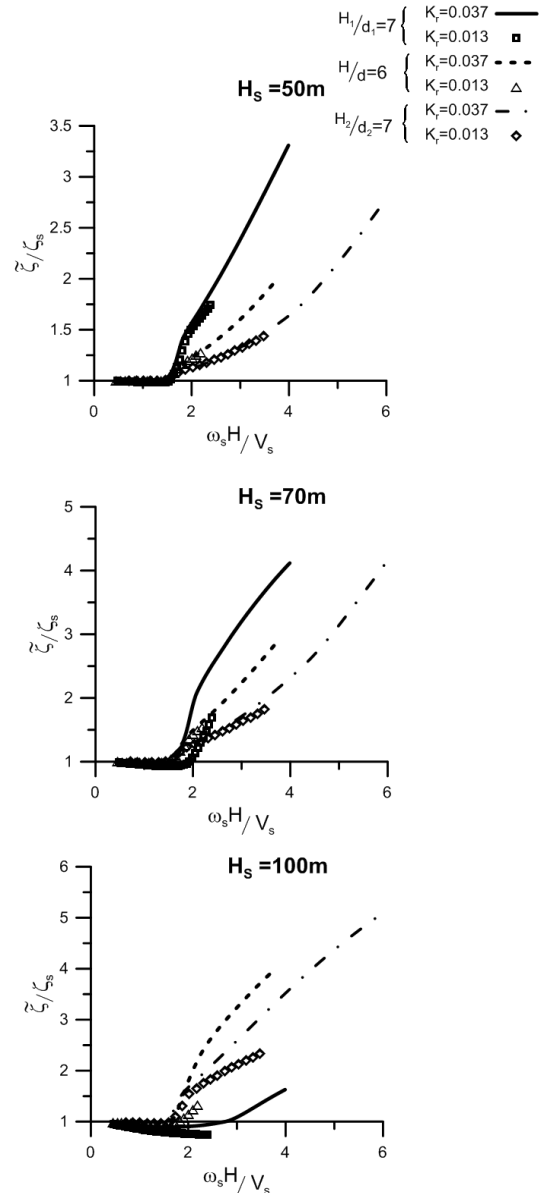 H₁/d₁=7 { Kᵣ=0.037
Kᵣ=0.013
H/d=6 { Kᵣ=0.037
Kᵣ=0.013
H₂/d₂=7 { Kᵣ=0.037
Kᵣ=0.013
Hₛ =50m
3.5
3
2.5
2
1.5
1
ζ̃/ζₛ
0 2 4 6
ωₛH/Vₛ
Hₛ =70m
5
4
3
2
1
ζ̃/ζₛ
0 2 4 6
ωₛH/Vₛ
Hₛ =100m
6
5
4
3
2
1
ζ̃/ζₛ
0 2 4 6
ωₛH/Vₛ